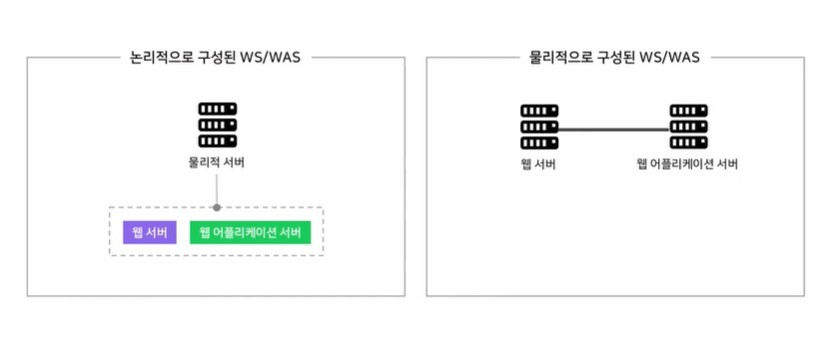 논리적으로 구성된 WS/WAS
물리적 서버
웹 서버
웹 어플리케이션 서버
물리적으로 구성된 WS/WAS
웹 서버
웹 어플리케이션 서버